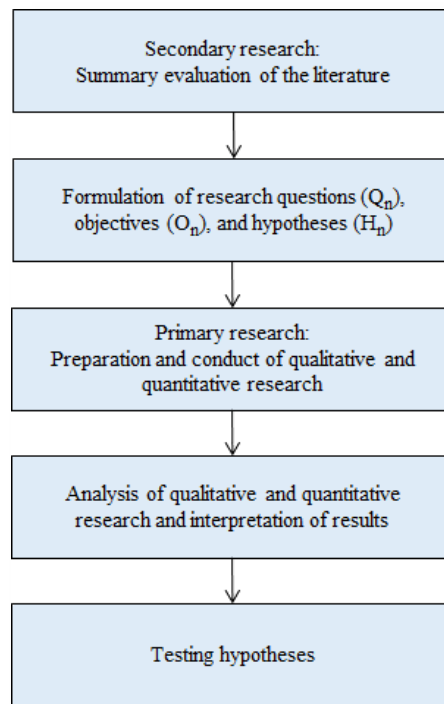 Secondary research:
Summary evaluation of the literature
Formulation of research questions (Qn),
objectives (On), and hypotheses (Hn)
Primary research:
Preparation and conduct of qualitative and
quantitative research
Analysis of qualitative and quantitative
research and interpretation of results
Testing hypotheses